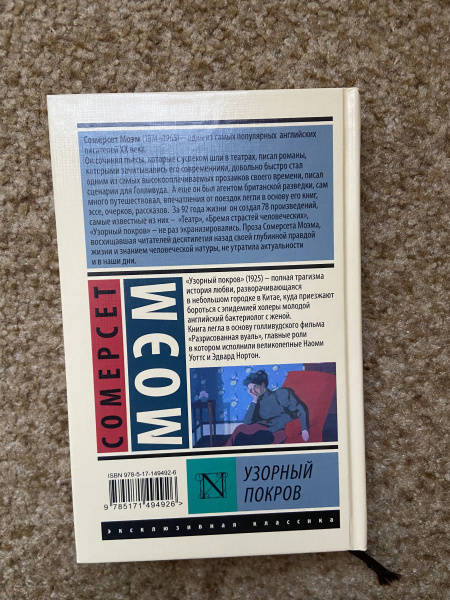 Сомерсет Моэм (1874–1965) – один из самых популярных английских
писателей XX века.
Он сочинял пьесы, которые с успехом шли в театрах, писал романы,
которыми зачитывались его современники, довольно быстро стал
одним из самых высокооплачиваемых прозаиков своего времени, писал
сценарии для Голливуда. А еще он был агентом британской разведки, сам
много путешествовал, впечатления от поездок легли в основу его книг,
эссе, очерков, рассказов. За 92 года жизни он создал 78 произведений,
самые известные из них – «Театр», «Бремя страстей человеческих»,
«Узорный покров» – не раз экранизировались. Проза Сомерсета Моэма,
восхищавшая читателей десятилетия назад своей глубинной правдой
жизни и знанием человеческой натуры, не утратила актуальности
и в наши дни.
«Узорный покров» (1925) – полная трагизма
история любви, разворачивающаяся
в небольшом городке в Китае, куда приезжают
бороться с эпидемией холеры молодой
английский бактериолог с женой.
Книга легла в основу голливудского фильма
«Разрисованная вуаль», главные роли
в котором исполнили великолепные Наоми
Уоттс и Эдвард Нортон.
СОМЕРСЕТ
МОЭМ
ISBN 978-5-17-149492-6
9 785171 494926 >
N
УЗОРНЫЙ
ПОКРОВ
эксклюзивная классика